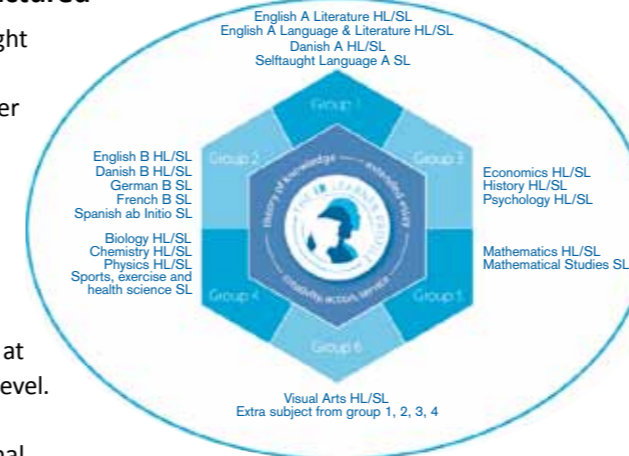 English A Literature HL/SL
English A Language & Literature HL/SL
Danish A HL/SL
Selftaught Language A SL
ght
er
Group 1
Group 2
Group 3
English B HL/SL
Danish B HL/SL
German B SL
French B SL
Spanish ab Initio SL
Economics HL/SL
History HL/SL
Psychology HL/SL
theory of knowledge
extended essay
THE IB LEARNER PROFILE
creativity, action, service
Biology HL/SL
Chemistry HL/SL
Physics HL/SL
Sports, exercise and
health science SL
Mathematics HL/SL
Mathematical Studies SL
Group 4
Group 5
Group 6
at
evel.
Visual Arts HL/SL
Extra subject from group 1, 2, 3, 4